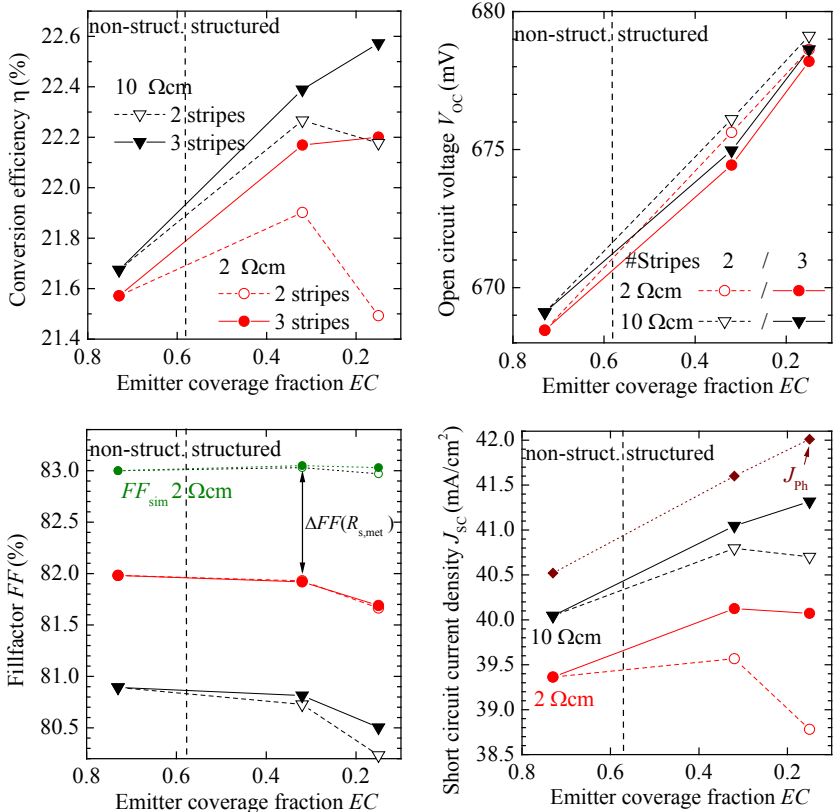 non-struct. structured
22.6
22.4
22.2
22.0
21.8
21.6
21.4
10 Ωcm
2 stripes
3 stripes
2 Ωcm
2 stripes
3 stripes
0.8 0.6 0.4 0.2
Emitter coverage fraction EC
Conversion efficiency η (%)
non-struct. structured
680
675
670
#Stripes 2 / 3
2 Ωcm /
10 Ωcm /
0.8 0.6 0.4 0.2
Emitter coverage fraction EC
Open circuit voltage VOC (mV)
non-struct. structured
83.0
82.5
82.0
81.5
81.0
80.5
FFsim 2 Ωcm
ΔFF(Rs,met)
0.8 0.6 0.4 0.2
Emitter coverage fraction EC
Fillfactor FF (%)
non-struct. structured
42.0
41.5
41.0
40.5
40.0
39.5
39.0
38.5
JPh
10 Ωcm
2 Ωcm
0.8 0.6 0.4 0.2
Emitter coverage fraction EC
Short circuit current density JSC (mA/cm²)